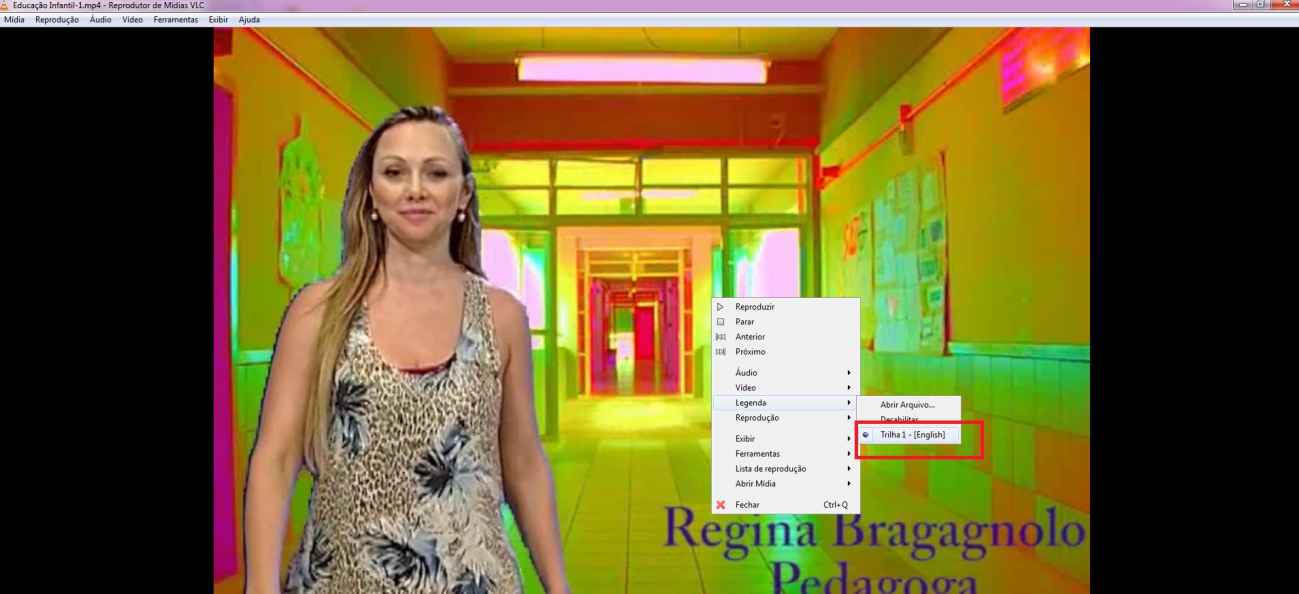 Educação Infantil-1.mp4 - Reprodutor de Mídias VLC
Mídia Reprodução Áudio Vídeo Ferramentas Exibir Ajuda
Reproduzir
Parar
Anterior
Próximo
Áudio
Vídeo
Legenda
Abrir Arquivo...
Desabilitar
Reprodução
Trilha 1 - [English]
Exibir
Ferramentas
Lista de reprodução
Abrir Mídia
Fechar Ctrl+Q
Regina Bragagnolo
Pedagoga